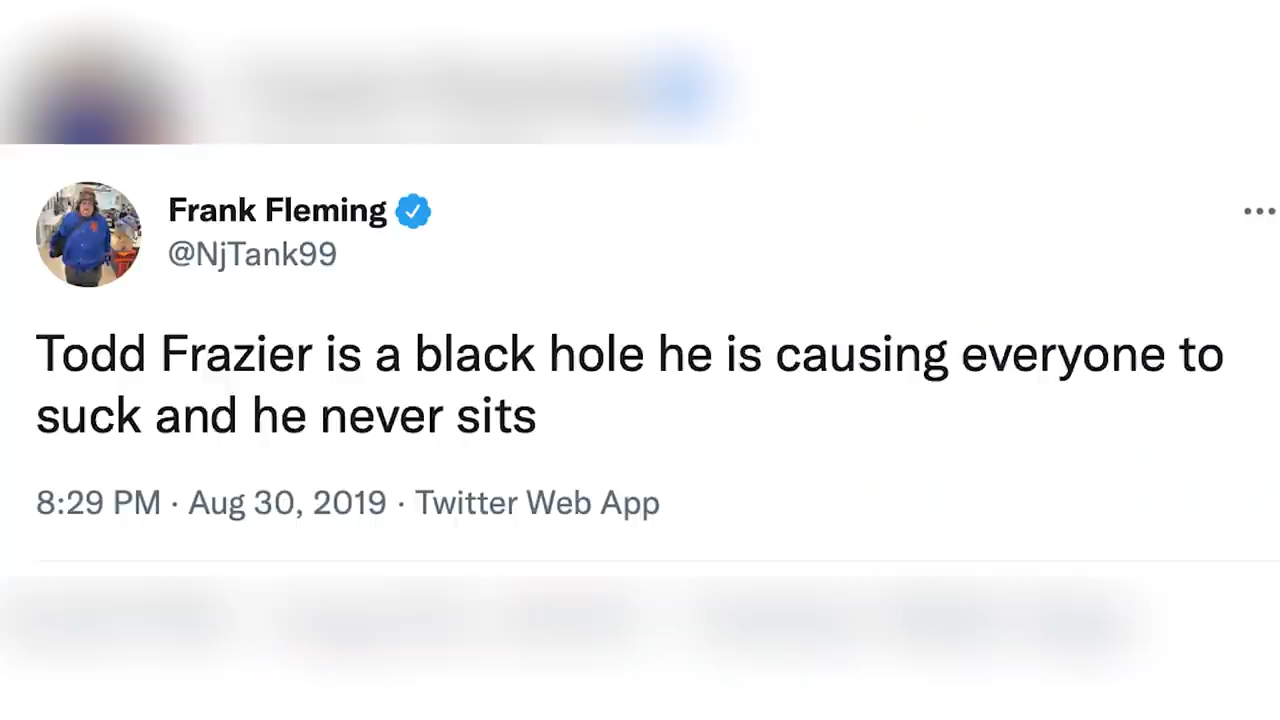 Frank Fleming
@NjTank99
Todd Frazier is a black hole he is causing everyone to
suck and he never sits
8:29 PM · Aug 30, 2019 · Twitter Web App